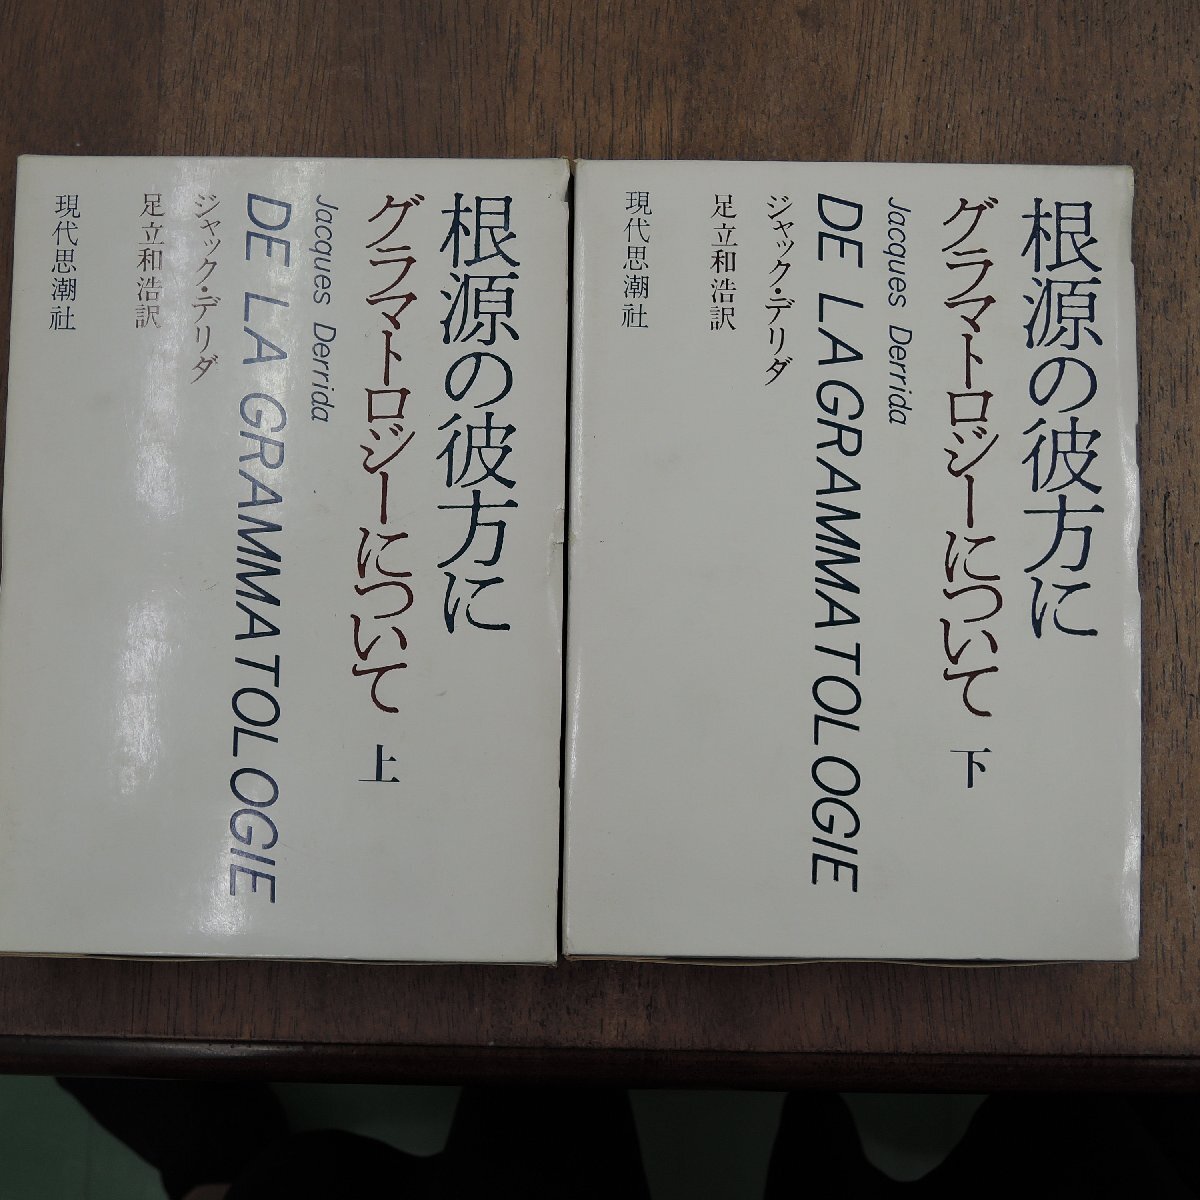 根源の彼方に
グラマトロジーについて 上
Jacques Derrida
DE LA GRAMMATOLOGIE
ジャック・デリダ
足立和浩訳
現代思潮社
根源の彼方に
グラマトロジーについて 下
Jacques Derrida
DE LA GRAMMATOLOGIE
ジャック・デリダ
足立和浩訳
現代思潮社